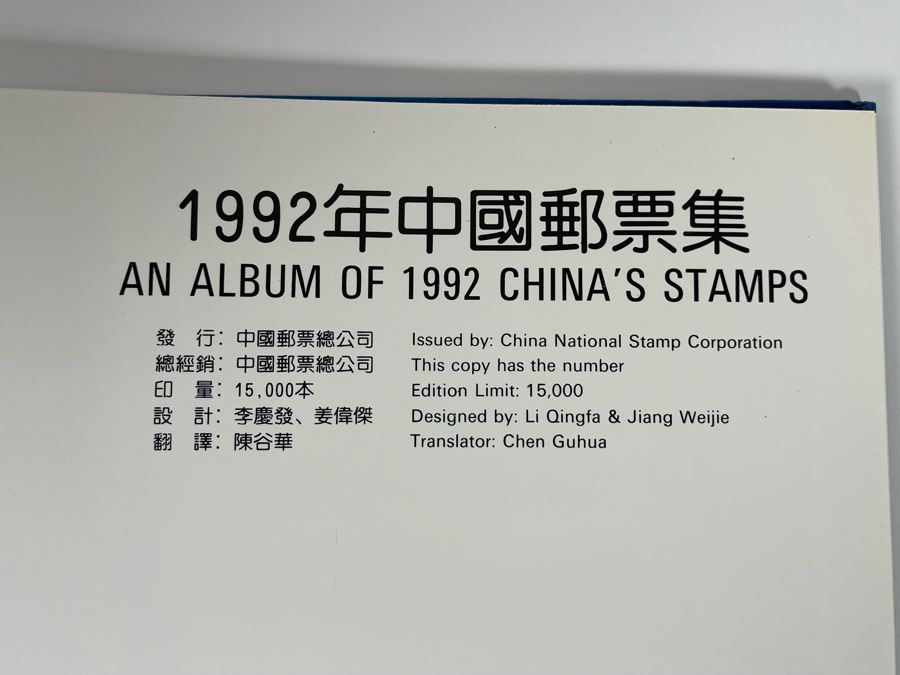 1992年中國郵票集
AN ALBUM OF 1992 CHINA'S STAMPS
發 行: 中國郵票總公司 Issued by: China National Stamp Corporation
總經銷: 中國郵票總公司 This copy has the number
印 量: 15,000本 Edition Limit: 15,000
設 計: 李慶發、姜偉傑 Designed by: Li Qingfa & Jiang Weijie
翻 譯: 陳谷華 Translator: Chen Guhua